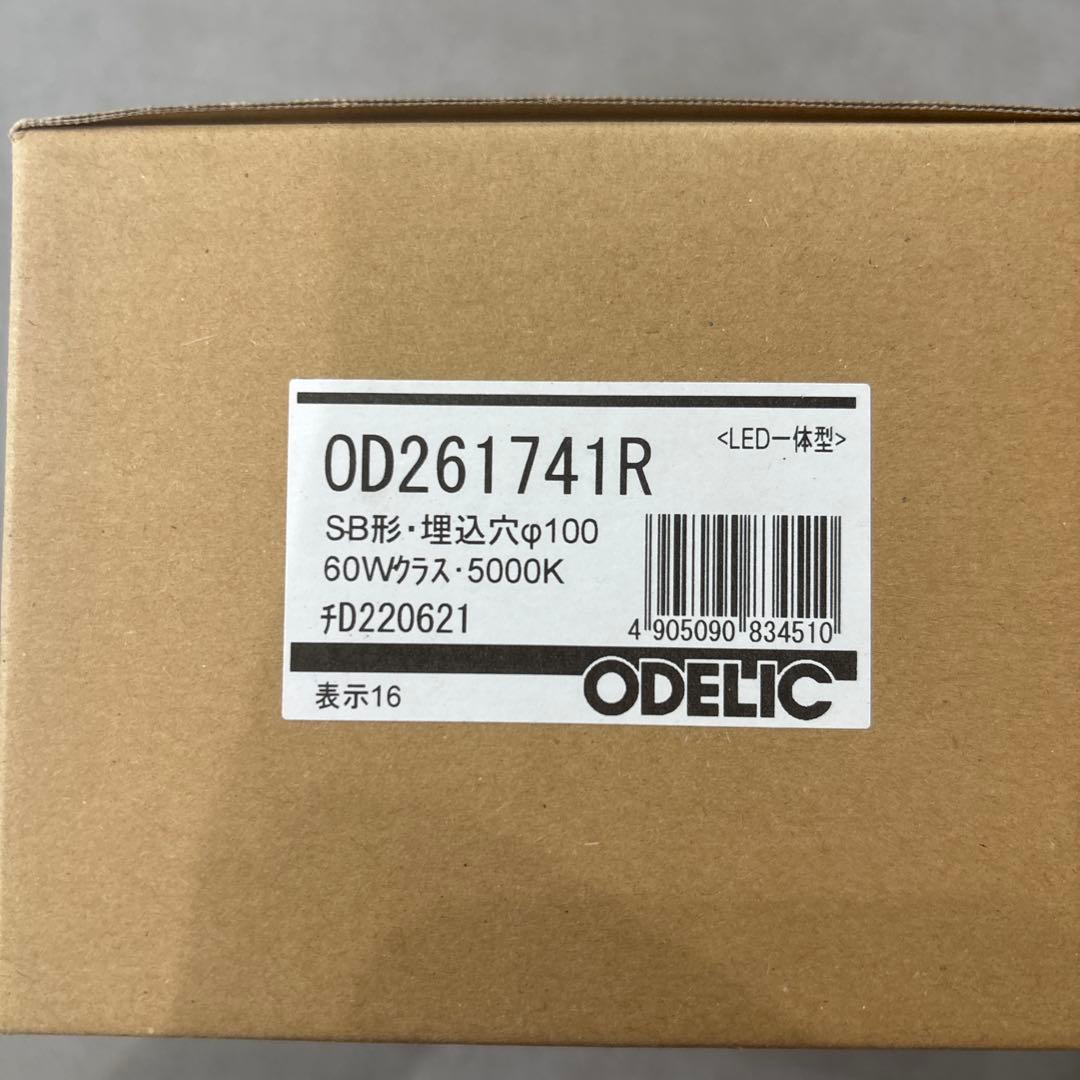 <LED一体型>
OD261741R
SB形・埋込穴φ100
60Wクラス・5000K
ﾁD220621
4 905090 834510
表示16
ODELIC